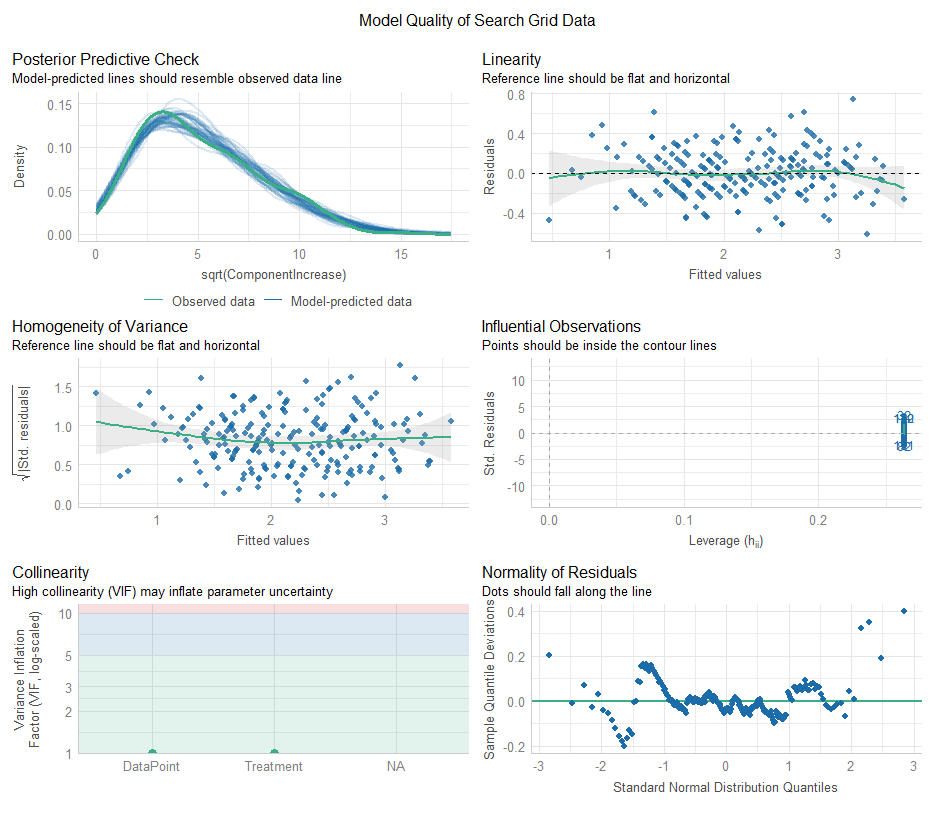 Model Quality of Search Grid Data
Posterior Predictive Check
Model-predicted lines should resemble observed data line
0.15
0.10
0.05
0.00
Density
0
5
10
15
sqrt(ComponentIncrease)
Observed data
Model-predicted data
Linearity
Reference line should be flat and horizontal
0.8
0.4
0.0
-0.4
Residuals
1
2
3
Fitted values
Homogeneity of Variance
Reference line should be flat and horizontal
1.5
1.0
0.5
0.0
√|Std. residuals|
1
2
3
Fitted values
Influential Observations
Points should be inside the contour lines
10
5
0
-5
-10
Std. Residuals
0.0
0.1
0.2
Leverage (hii)
Collinearity
High collinearity (VIF) may inflate parameter uncertainty
10
5
3
2
1
Variance Inflation
Factor (VIF, log-scaled)
DataPoint
Treatment
NA
Normality of Residuals
Dots should fall along the line
0.4
0.2
0.0
-0.2
Sample Quantile Deviations
-3
-2
-1
0
1
2
3
Standard Normal Distribution Quantiles